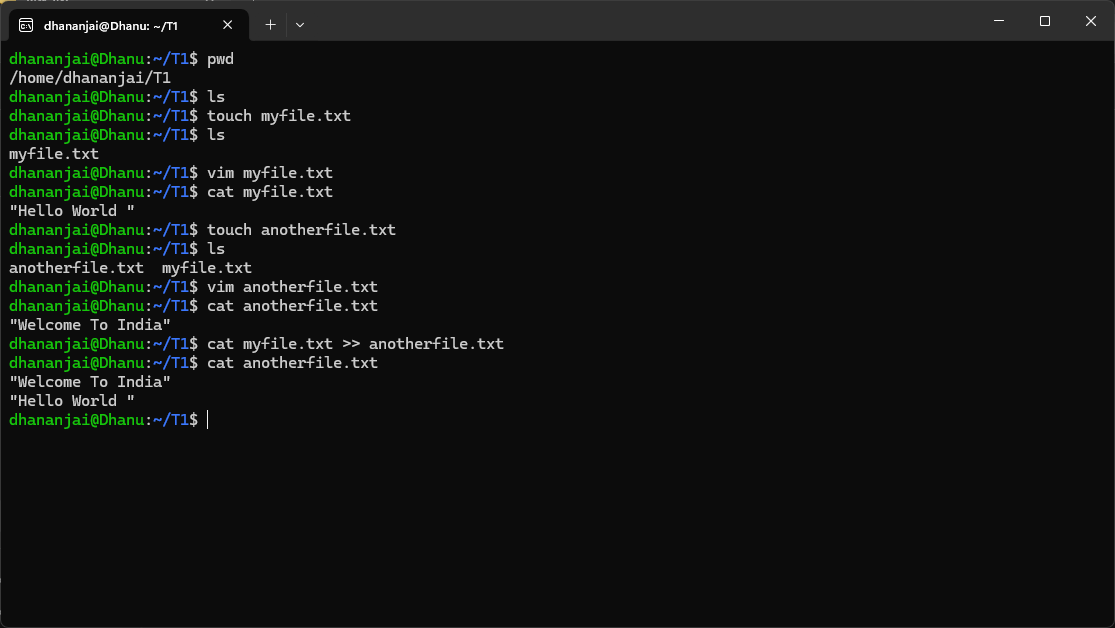 dhananjai@Dhanu: ~/T1
dhananjai@Dhanu:~/T1$ pwd
/home/dhananjai/T1
dhananjai@Dhanu:~/T1$ ls
dhananjai@Dhanu:~/T1$ touch myfile.txt
dhananjai@Dhanu:~/T1$ ls
myfile.txt
dhananjai@Dhanu:~/T1$ vim myfile.txt
dhananjai@Dhanu:~/T1$ cat myfile.txt
"Hello World "
dhananjai@Dhanu:~/T1$ touch anotherfile.txt
dhananjai@Dhanu:~/T1$ ls
anotherfile.txt  myfile.txt
dhananjai@Dhanu:~/T1$ vim anotherfile.txt
dhananjai@Dhanu:~/T1$ cat anotherfile.txt
"Welcome To India"
dhananjai@Dhanu:~/T1$ cat myfile.txt >> anotherfile.txt
dhananjai@Dhanu:~/T1$ cat anotherfile.txt
"Welcome To India"
"Hello World "
dhananjai@Dhanu:~/T1$